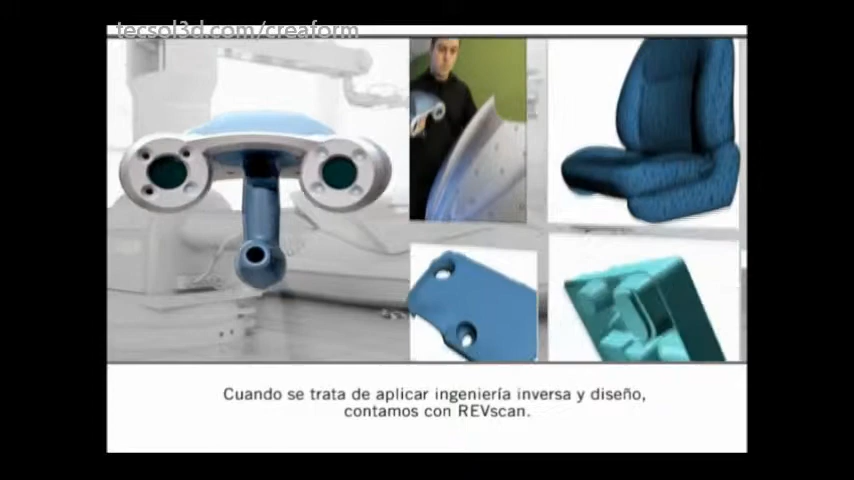 tecsol3d.com/creaform
Cuando se trata de aplicar ingeniería inversa y diseño,
contamos con REVscan.